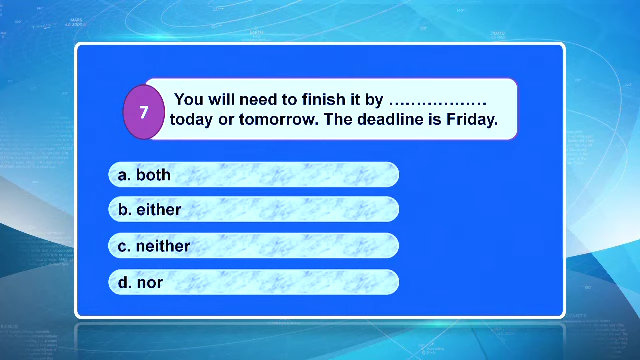 7
You will need to finish it by ..................
today or tomorrow. The deadline is Friday.
a. both
b. either
c. neither
d. nor